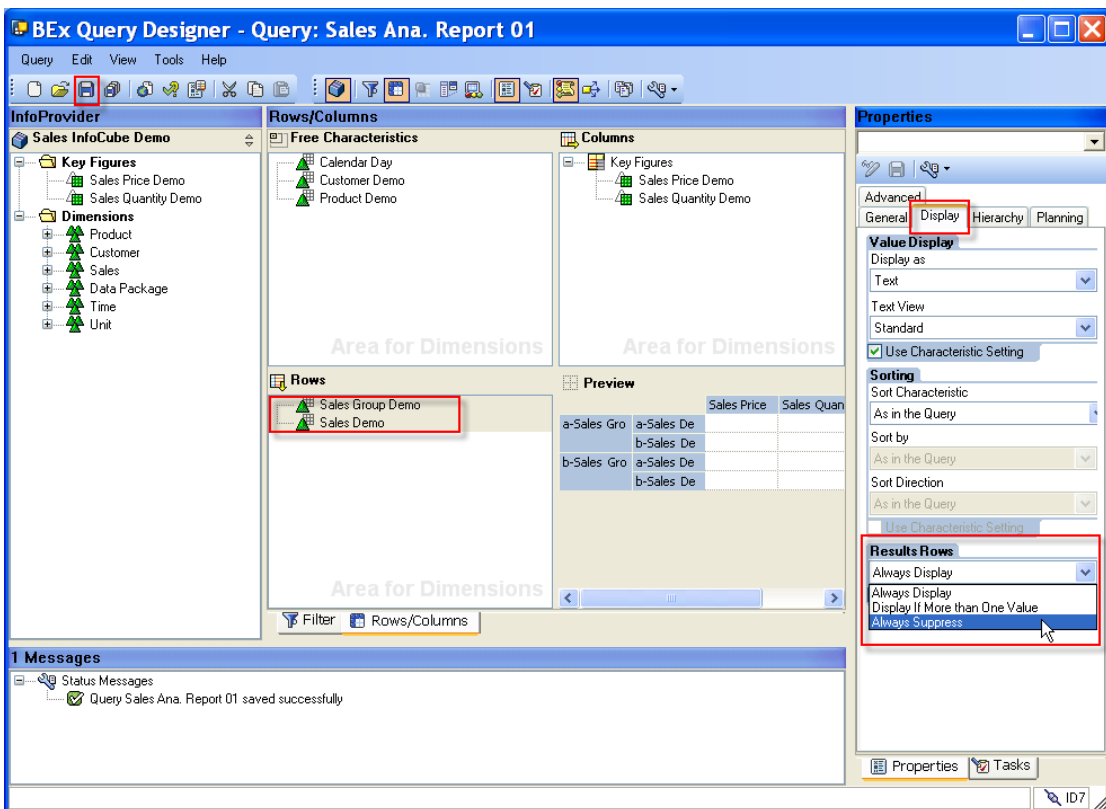 BEx Query Designer - Query: Sales Ana. Report 01
Query Edit View Tools Help
InfoProvider
Sales InfoCube Demo
Key Figures
Sales Price Demo
Sales Quantity Demo
Dimensions
Product
Customer
Sales
Data Package
Time
Unit
Rows/Columns
Free Characteristics
Calendar Day
Customer Demo
Product Demo
Area for Dimensions
Columns
Key Figures
Sales Price Demo
Sales Quantity Demo
Area for Dimensions
Rows
Sales Group Demo
Sales Demo
Area for Dimensions
Preview
Sales Price Sales Quan
a-Sales Gro a-Sales De
b-Sales De
b-Sales Gro a-Sales De
b-Sales De
Filter Rows/Columns
Properties
Advanced
General Display Hierarchy Planning
Value Display
Display as
Text
Text View
Standard
Use Characteristic Setting
Sorting
Sort Characteristic
As in the Query
Sort by
As in the Query
Sort Direction
As in the Query
Use Characteristic Setting
Results Rows
Always Display
Always Display
Display If More than One Value
Always Suppress
Properties Tasks
1 Messages
Status Messages
Query Sales Ana. Report 01 saved successfully
ID7